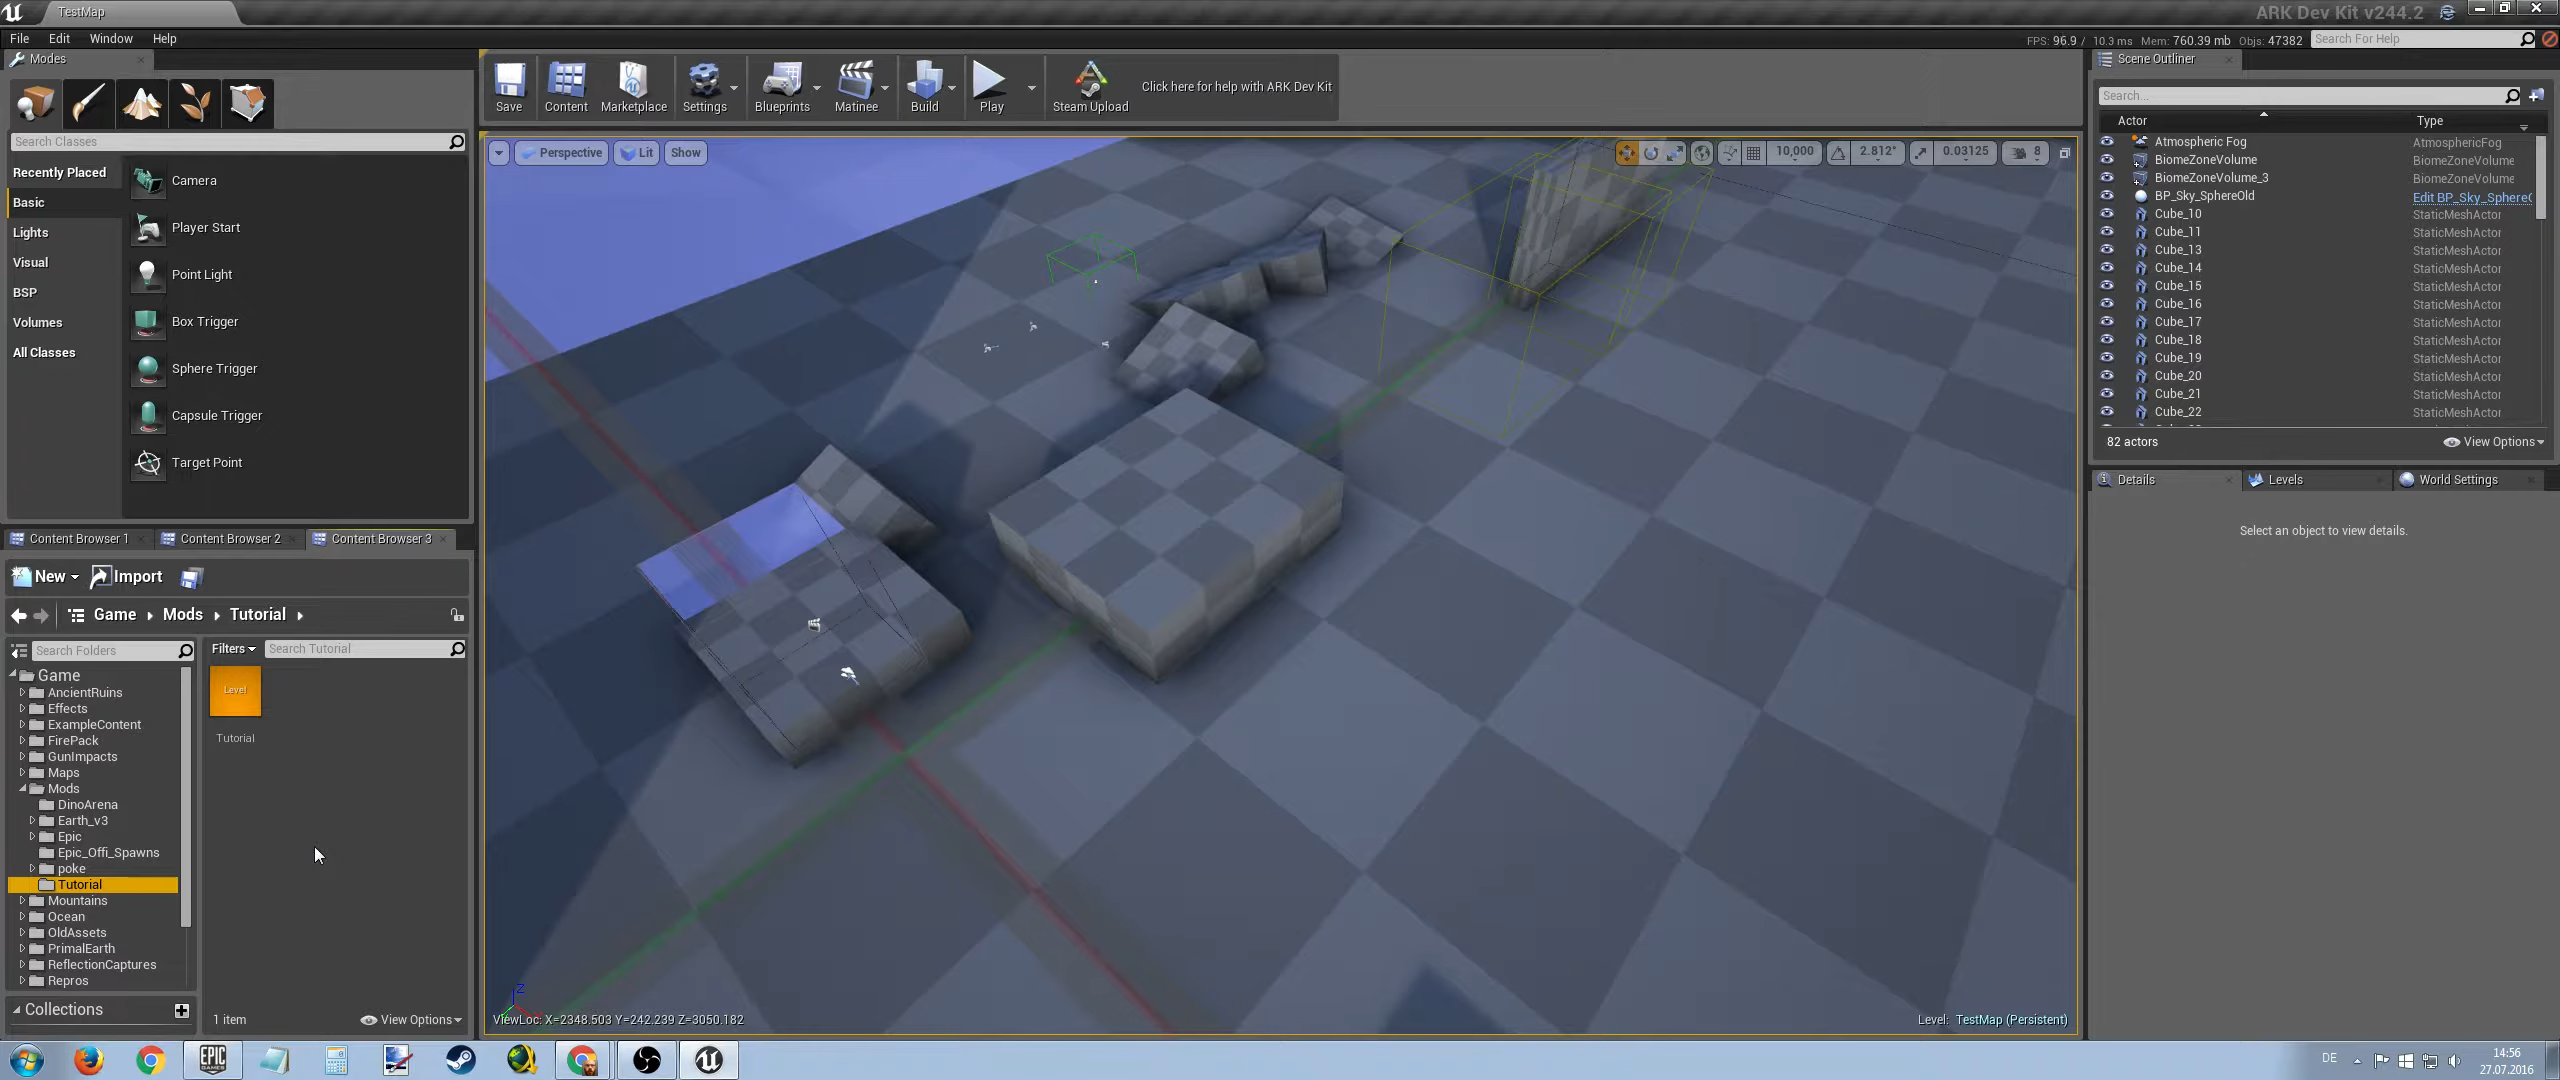 TestMap
ARK Dev Kit v244.2
File Edit Window Help
FPS: 96.9 / 10.3 ms Mem: 760.39 mb Objs: 47382 Search For Help
Modes
Search Classes
Recently Placed
Basic
Lights
Visual
BSP
Volumes
All Classes
Camera
Player Start
Point Light
Box Trigger
Sphere Trigger
Capsule Trigger
Target Point
Save Content Marketplace Settings Blueprints Matinee Build Play Steam Upload Click here for help with ARK Dev Kit
Perspective Lit Show
10,000 2.812° 0.03125 8
Z
ViewLoc: X=2348.503 Y=242.239 Z=3050.182
Level: TestMap (Persistent)
Scene Outliner
Search...
Actor Type
Atmospheric Fog AtmosphericFog
BiomeZoneVolume BiomeZoneVolume
BiomeZoneVolume_3 BiomeZoneVolume
BP_Sky_SphereOld Edit BP_Sky_Sphere
Cube_10 StaticMeshActor
Cube_11 StaticMeshActor
Cube_13 StaticMeshActor
Cube_14 StaticMeshActor
Cube_15 StaticMeshActor
Cube_16 StaticMeshActor
Cube_17 StaticMeshActor
Cube_18 StaticMeshActor
Cube_19 StaticMeshActor
Cube_20 StaticMeshActor
Cube_21 StaticMeshActor
Cube_22 StaticMeshActor
82 actors View Options
Details Levels World Settings
Select an object to view details.
Content Browser 1 Content Browser 2 Content Browser 3
New Import
Game Mods Tutorial
Search Folders
Filters Search Tutorial
Game
AncientRuins
Effects
ExampleContent
FirePack
GunImpacts
Maps
Mods
DinoArena
Earth_v3
Epic
Epic_Offi_Spawns
poke
Tutorial
Mountains
Ocean
OldAssets
PrimalEarth
ReflectionCaptures
Repros
Collections
Level
Tutorial
1 item View Options
EPIC GAMES
DE
14:56
27.07.2016